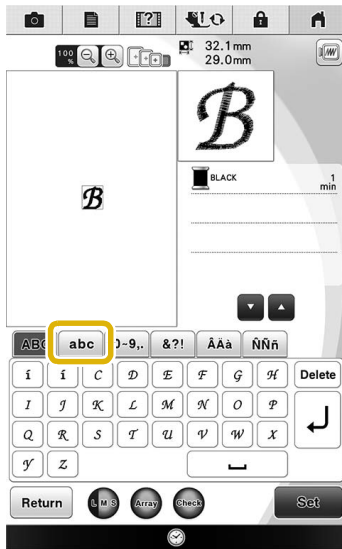 [?]
100 %
32.1 mm
29.0 mm
B
BLACK 1 min
B
ABC abc 0~9,. &?! ÂÄà ÑÑñ
í í C D E F G H Delete
I J K L M N O P
Q R S T U V W X
Y Z
Return L M S Array Check Set